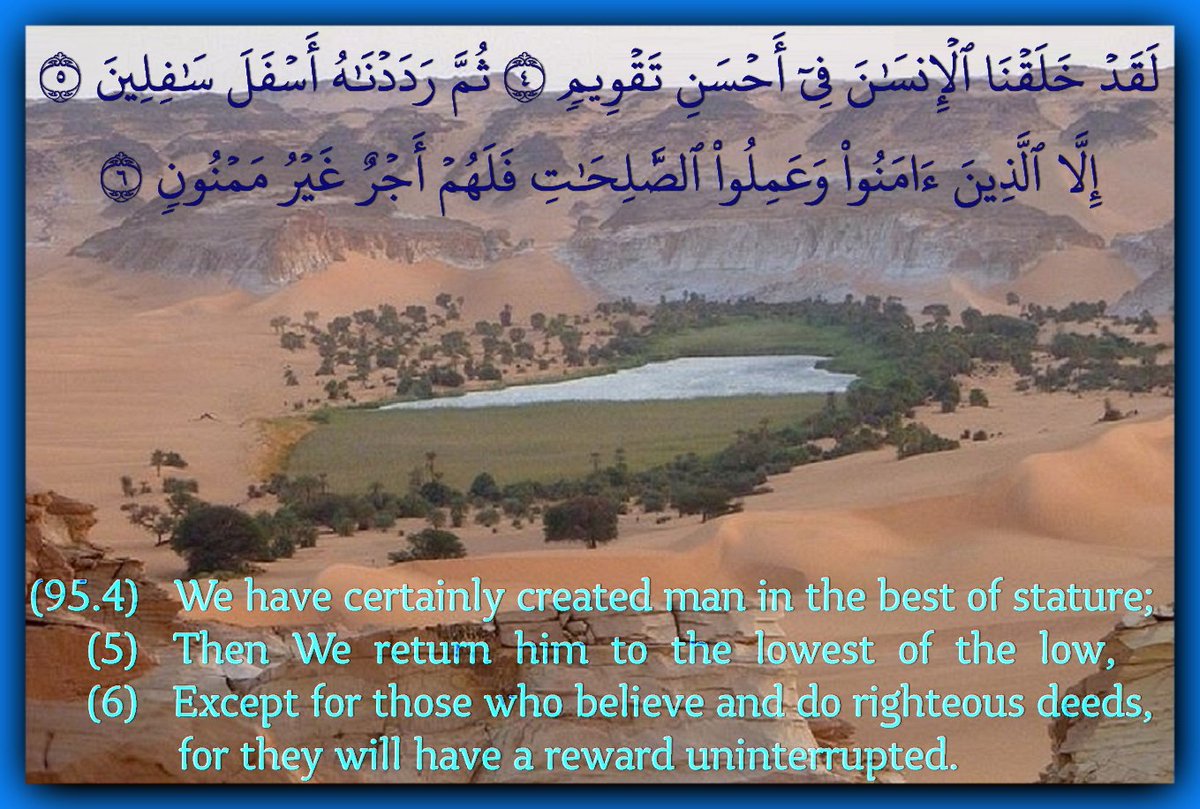 لَقَدۡ خَلَقۡنَا ٱلۡإِنسَٰنَ فِيٓ أَحۡسَنِ تَقۡوِيمٖ ٤ ثُمَّ رَدَدۡنَٰهُ أَسۡفَلَ سَٰفِلِينَ ٥
إِلَّا ٱلَّذِينَ ءَامَنُواْ وَعَمِلُواْ ٱلصَّٰلِحَٰتِ فَلَهُمۡ أَجۡرٌ غَيۡرُ مَمۡنُونٖ ٦
(95.4) We have certainly created man in the best of stature;
(5) Then We return him to the lowest of the low,
(6) Except for those who believe and do righteous deeds,
for they will have a reward uninterrupted.